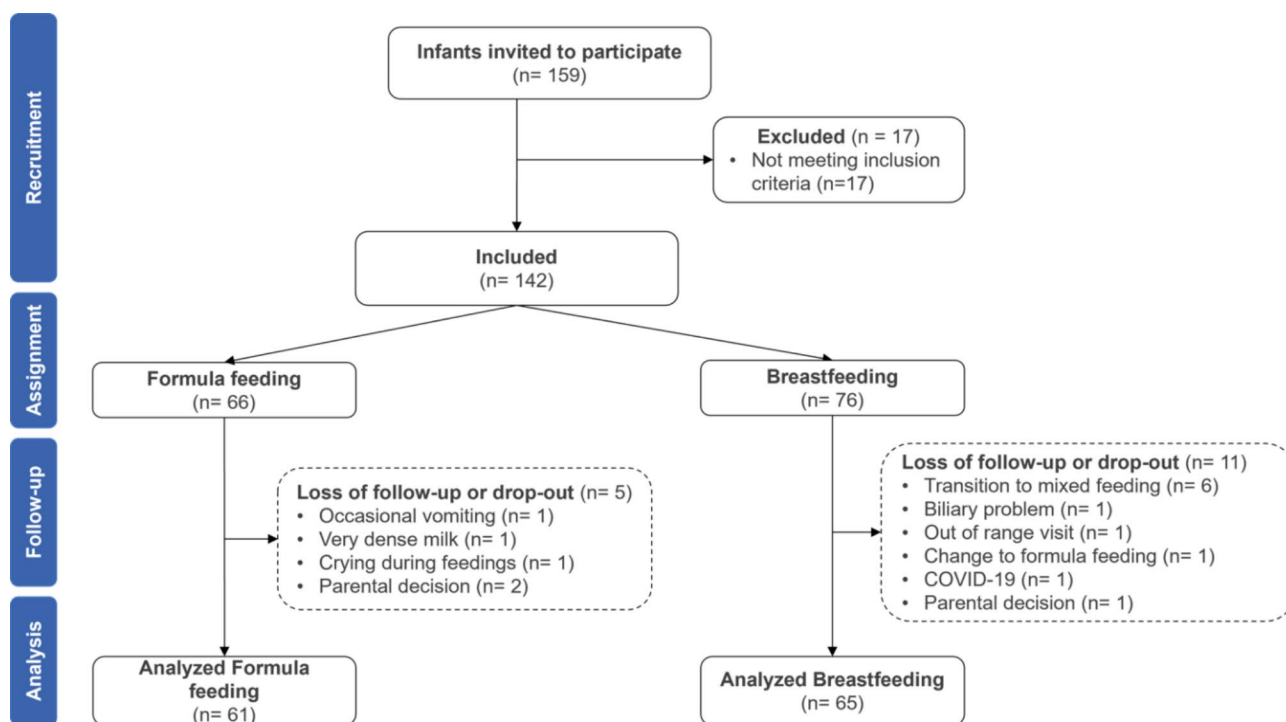 Recruitment
Infants invited to participate
(n= 159)
Excluded (n = 17)
• Not meeting inclusion
criteria (n=17)
Included
(n= 142)
Assignment
Formula feeding
(n= 66)
Breastfeeding
(n= 76)
Follow-up
Loss of follow-up or drop-out (n= 5)
• Occasional vomiting (n= 1)
• Very dense milk (n= 1)
• Crying during feedings (n= 1)
• Parental decision (n= 2)
Loss of follow-up or drop-out (n= 11)
• Transition to mixed feeding (n= 6)
• Biliary problem (n= 1)
• Out of range visit (n= 1)
• Change to formula feeding (n= 1)
• COVID-19 (n= 1)
• Parental decision (n= 1)
Analysis
Analyzed Formula
feeding
(n= 61)
Analyzed Breastfeeding
(n= 65)